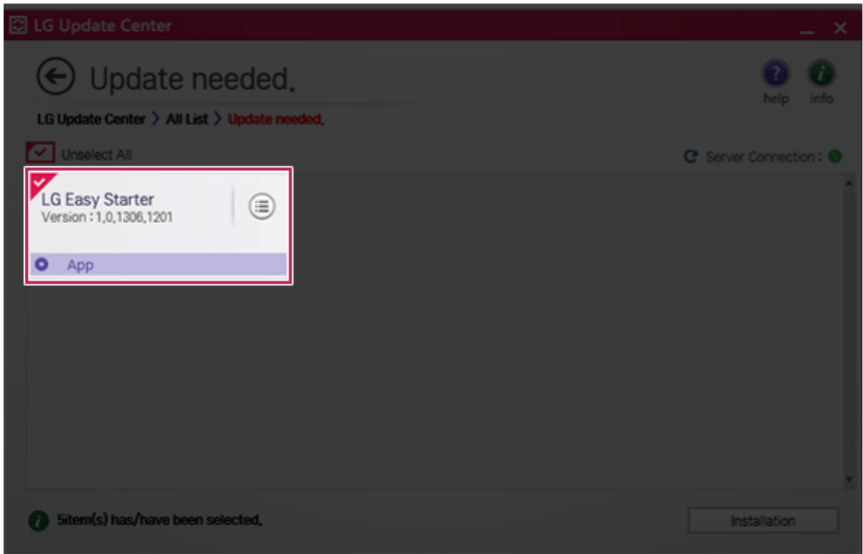 LG Update Center
Update needed.
help
info
LG Update Center > All List > Update needed.
Unselect All
Server Connection :
LG Easy Starter
Version : 1.0.1306.1201
App
5item(s) has/have been selected.
Installation